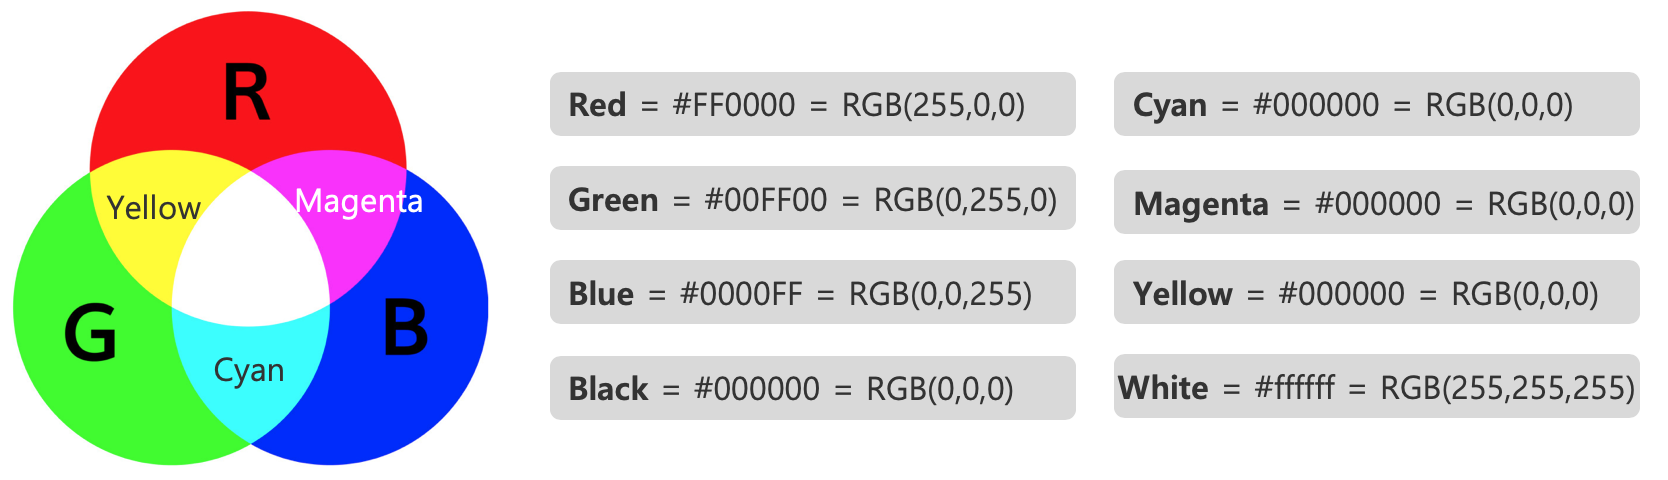 R
Yellow
Magenta
G
B
Cyan
Red = #FF0000 = RGB(255,0,0)
Green = #00FF00 = RGB(0,255,0)
Blue = #0000FF = RGB(0,0,255)
Black = #000000 = RGB(0,0,0)
Cyan = #000000 = RGB(0,0,0)
Magenta = #000000 = RGB(0,0,0)
Yellow = #000000 = RGB(0,0,0)
White = #ffffff = RGB(255,255,255)